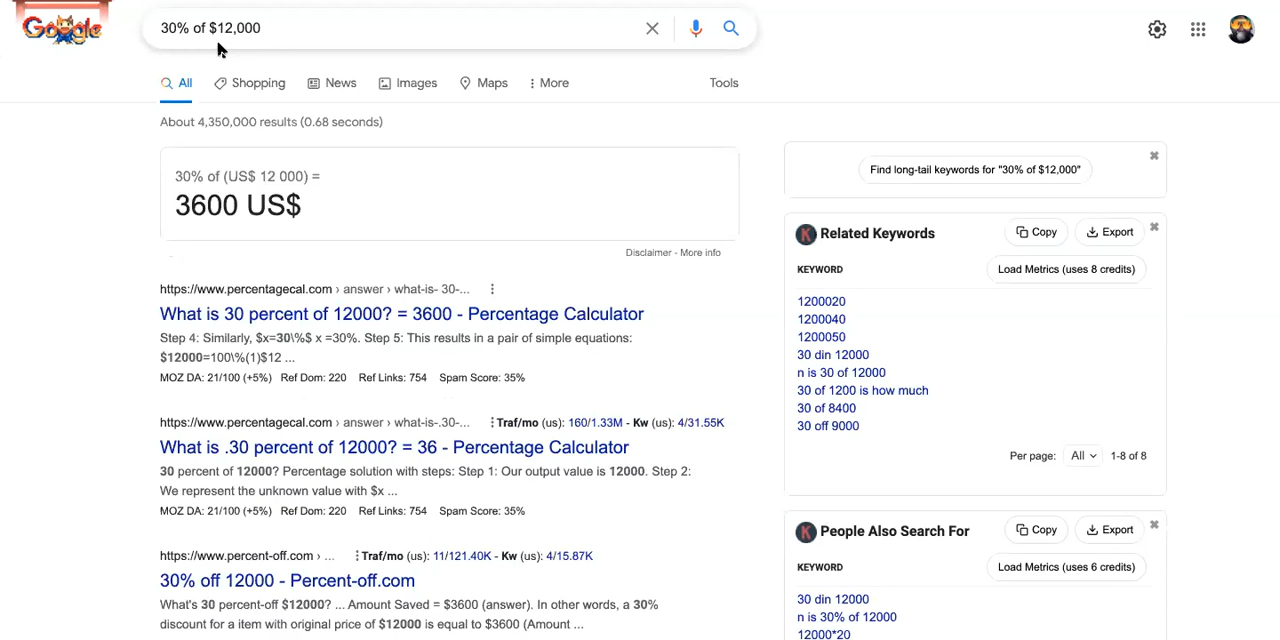 Google
30% of $12,000
All
Shopping
News
Images
Maps
More
Tools
About 4,350,000 results (0.68 seconds)
30% of (US$ 12 000) =
3600 US$
Disclaimer - More info
https://www.percentagecal.com › answer › what-is- 30-...
What is 30 percent of 12000? = 3600 - Percentage Calculator
Step 4: Similarly, $x=30\%$ x =30%. Step 5: This results in a pair of simple equations:
$12000=100\%(1)$12 ...
MOZ DA: 21/100 (+5%) Ref Dom: 220 Ref Links: 754 Spam Score: 35%
https://www.percentagecal.com › answer › what-is-.30-... Traf/mo (us): 160/1.33M - Kw (us): 4/31.55K
What is .30 percent of 12000? = 36 - Percentage Calculator
30 percent of 12000? Percentage solution with steps: Step 1: Our output value is 12000. Step 2:
We represent the unknown value with $x ...
MOZ DA: 21/100 (+5%) Ref Dom: 220 Ref Links: 754 Spam Score: 35%
https://www.percent-off.com › ... Traf/mo (us): 11/121.40K - Kw (us): 4/15.87K
30% off 12000 - Percent-off.com
What's 30 percent-off $12000? ... Amount Saved = $3600 (answer). In other words, a 30%
discount for a item with original price of $12000 is equal to $3600 (Amount ...
Find long-tail keywords for "30% of $12,000"
K Related Keywords
Copy
Export
KEYWORD
Load Metrics (uses 8 credits)
1200020
1200040
1200050
30 din 12000
n is 30 of 12000
30 of 1200 is how much
30 of 8400
30 off 9000
Per page: All 1-8 of 8
K People Also Search For
Copy
Export
KEYWORD
Load Metrics (uses 6 credits)
30 din 12000
n is 30% of 12000
12000*20